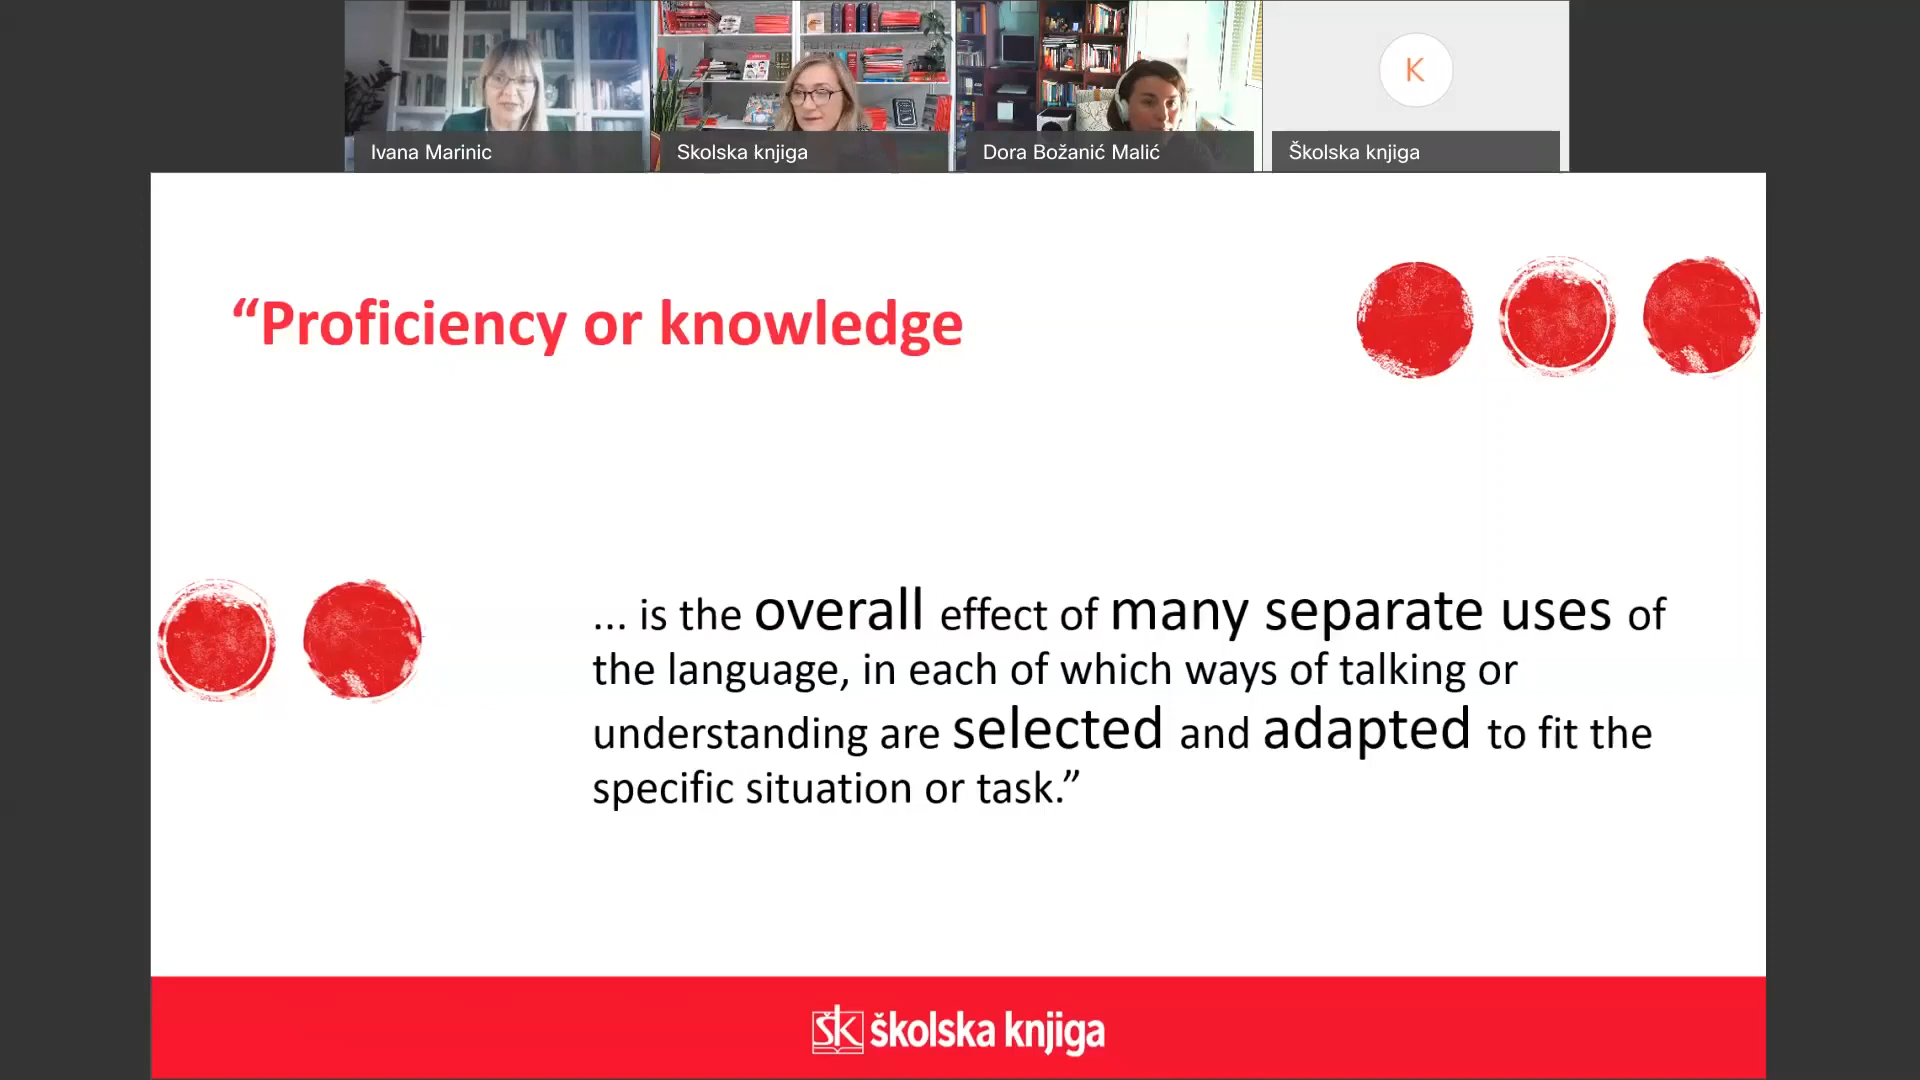 Ivana Marinic
Skolska knjiga
Dora Božanić Malić
K
Školska knjiga
“Proficiency or knowledge
... is the overall effect of many separate uses of
the language, in each of which ways of talking or
understanding are selected and adapted to fit the
specific situation or task.”
ŠK školska knjiga